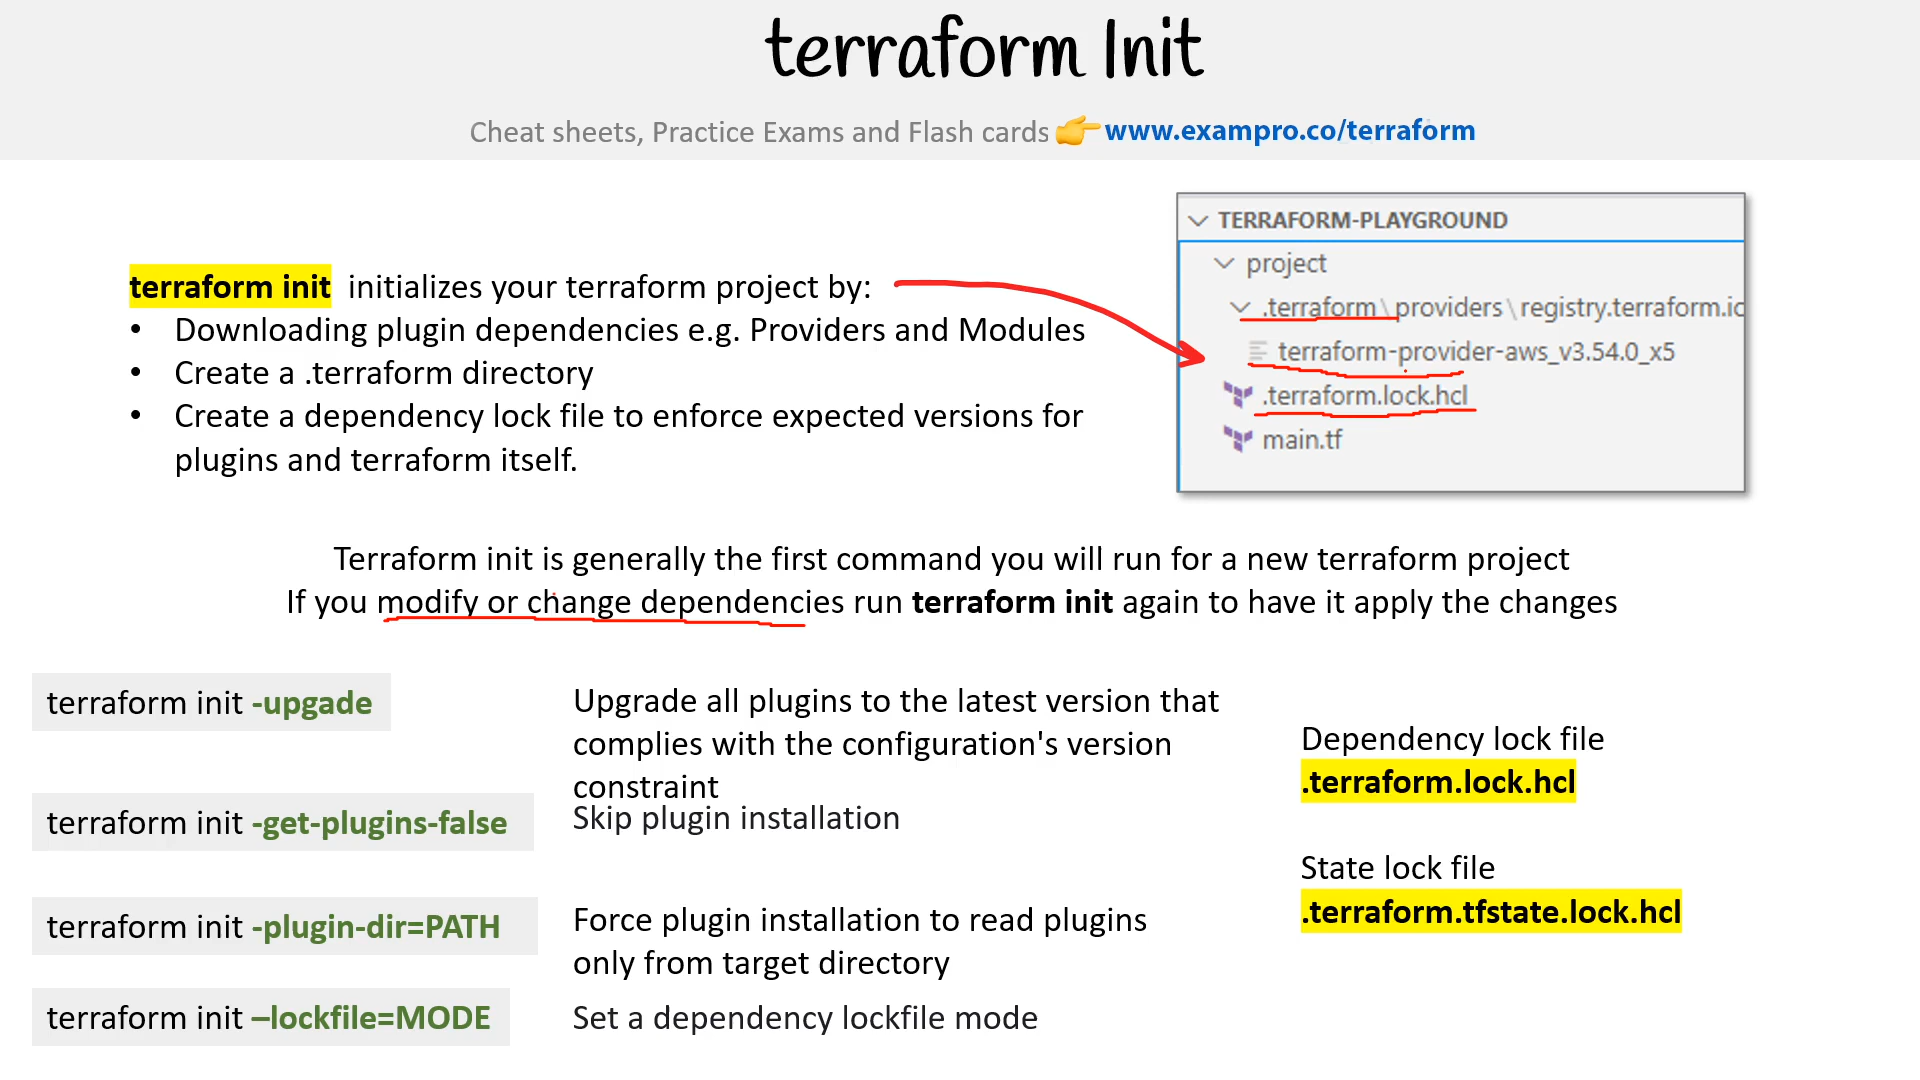 terraform Init
Cheat sheets, Practice Exams and Flash cards 👉www.exampro.co/terraform
terraform init initializes your terraform project by:
• Downloading plugin dependencies e.g. Providers and Modules
• Create a .terraform directory
• Create a dependency lock file to enforce expected versions for
plugins and terraform itself.
TERRAFORM-PLAYGROUND
project
.terraform\providers\registry.terraform.ic
terraform-provider-aws_v3.54.0_x5
.terraform.lock.hcl
main.tf
Terraform init is generally the first command you will run for a new terraform project
If you modify or change dependencies run terraform init again to have it apply the changes
terraform init -upgade
Upgrade all plugins to the latest version that
complies with the configuration's version
constraint
terraform init -get-plugins-false
Skip plugin installation
terraform init -plugin-dir=PATH
Force plugin installation to read plugins
only from target directory
terraform init –lockfile=MODE
Set a dependency lockfile mode
Dependency lock file
.terraform.lock.hcl
State lock file
.terraform.tfstate.lock.hcl